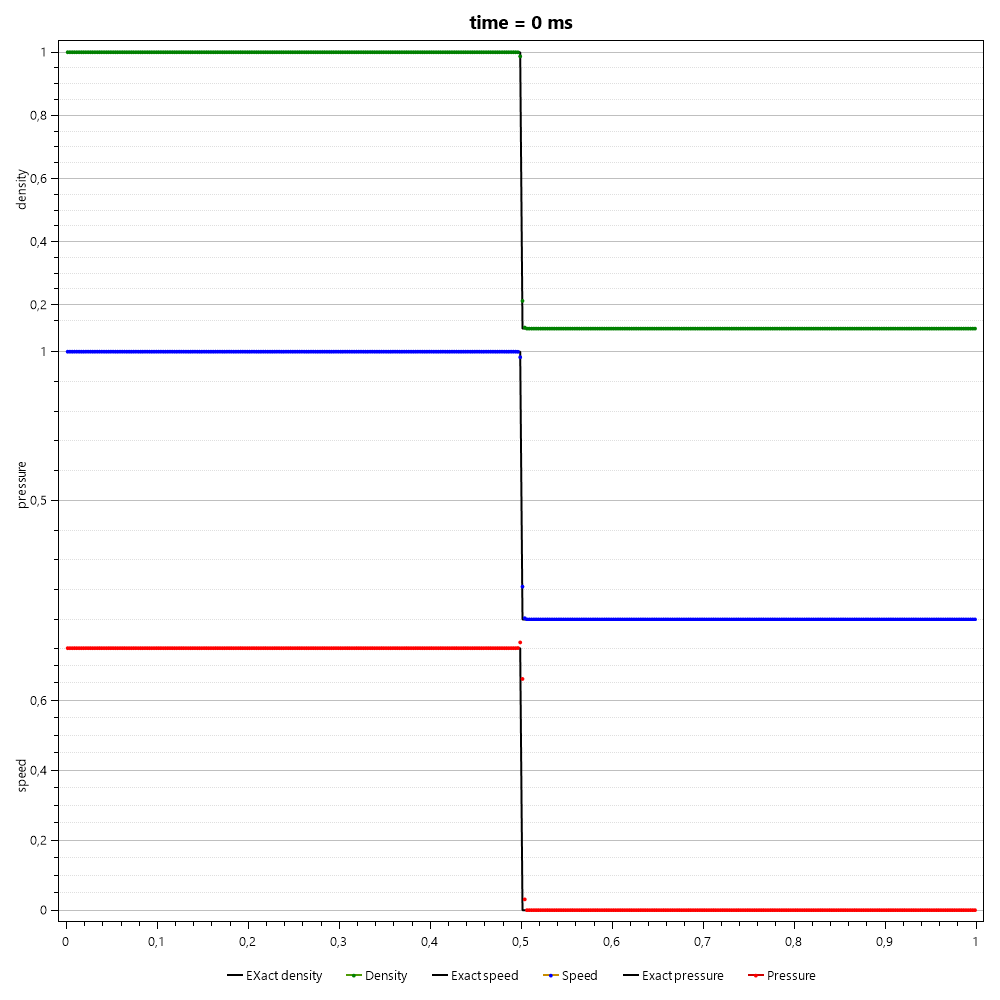 time = 0 ms
1
0,8
0,6
0,4
0,2
density
1
0,5
pressure
0,6
0,4
0,2
0
speed
0 0,1 0,2 0,3 0,4 0,5 0,6 0,7 0,8 0,9 1
EXact density Density Exact speed Speed Exact pressure Pressure